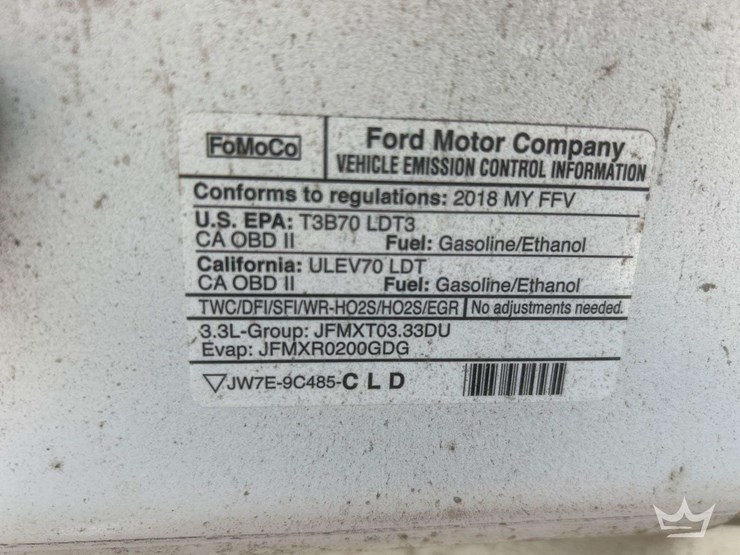 FoMoCo
Ford Motor Company
VEHICLE EMISSION CONTROL INFORMATION
Conforms to regulations: 2018 MY FFV
U.S. EPA: T3B70 LDT3
CA OBD II Fuel: Gasoline/Ethanol
California: ULEV70 LDT
CA OBD II Fuel: Gasoline/Ethanol
TWC/DFI/SFI/WR-HO2S/HO2S/EGR No adjustments needed.
3.3L-Group: JFMXT03.33DU
Evap: JFMXR0200GDG
JW7E-9C485-C L D